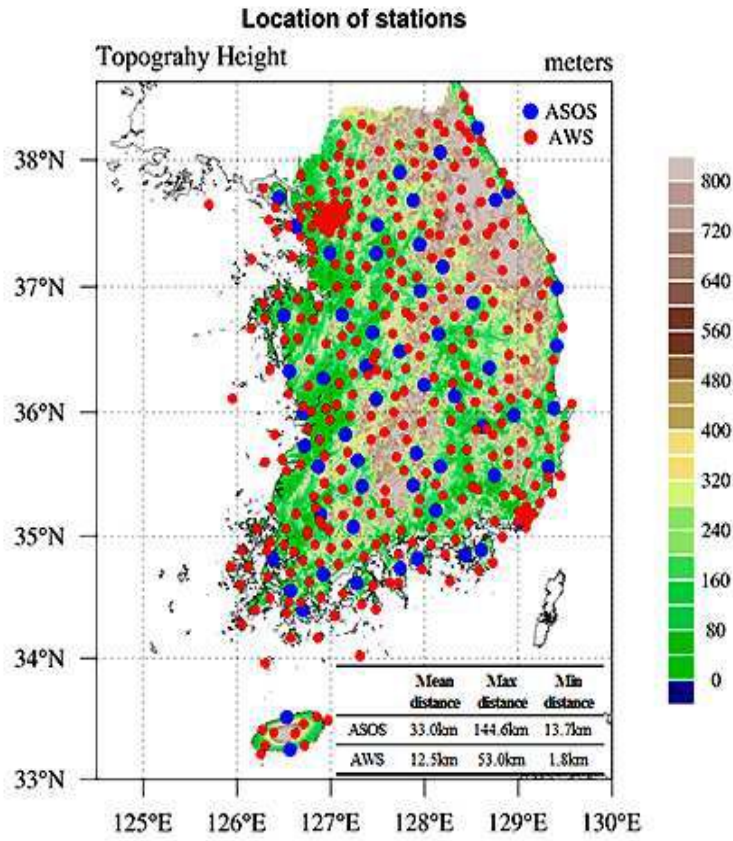 Location of stations
Topograhy Height
meters
ASOS
AWS
38°N
37°N
36°N
35°N
34°N
33°N
125°E 126°E 127°E 128°E 129°E 130°E
800
720
640
560
480
400
320
240
160
80
0
Mean distance Max distance Min distance
ASOS 33.0km 144.6km 13.7km
AWS 12.5km 53.0km 1.8km